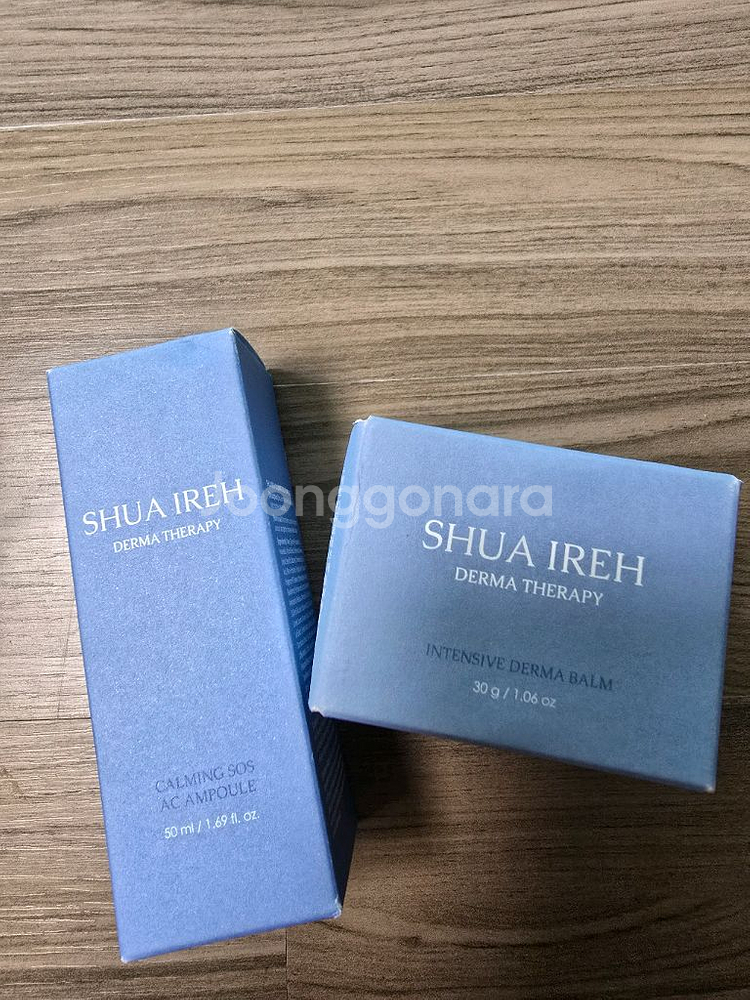 SHUA IREH
DERMA THERAPY
CALMING SOS
AC AMPOULE
50 ml / 1.69 fl. oz.
Joonggonara
SHUA IREH
DERMA THERAPY
INTENSIVE DERMA BALM
30 g / 1.06 oz